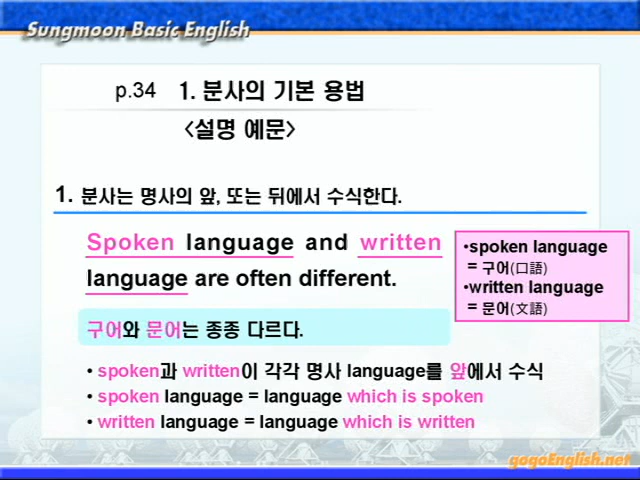 Sungmoon Basic English
p.34 1. 분사의 기본 용법
<설명 예문>
1. 분사는 명사의 앞, 또는 뒤에서 수식한다.
Spoken language and written
language are often different.
•spoken language
= 구어(口語)
•written language
= 문어(文語)
구어와 문어는 종종 다르다.
• spoken과 written이 각각 명사 language를 앞에서 수식
• spoken language = language which is spoken
• written language = language which is written
gogoEnglish.net